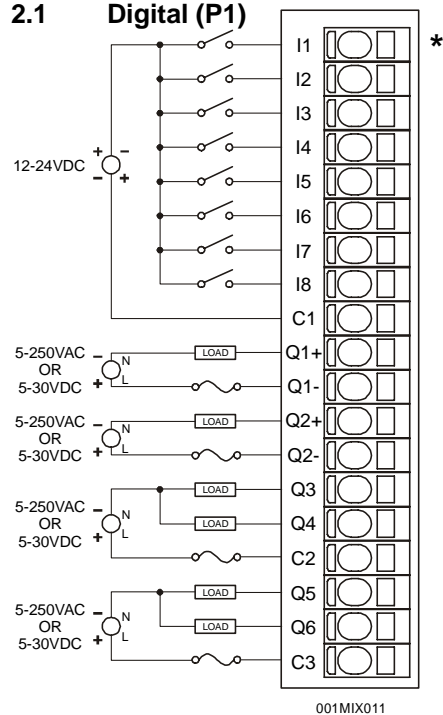 2.1 Digital (P1)
*
I1
I2
I3
I4
12-24VDC + -
- +
I5
I6
I7
I8
C1
5-250VAC - N LOAD Q1+
OR
5-30VDC + L Q1-
5-250VAC - N LOAD Q2+
OR
5-30VDC + L Q2-
LOAD Q3
5-250VAC - N LOAD Q4
OR
5-30VDC + L C2
LOAD Q5
5-250VAC - N LOAD Q6
OR
5-30VDC + L C3
001MIX011